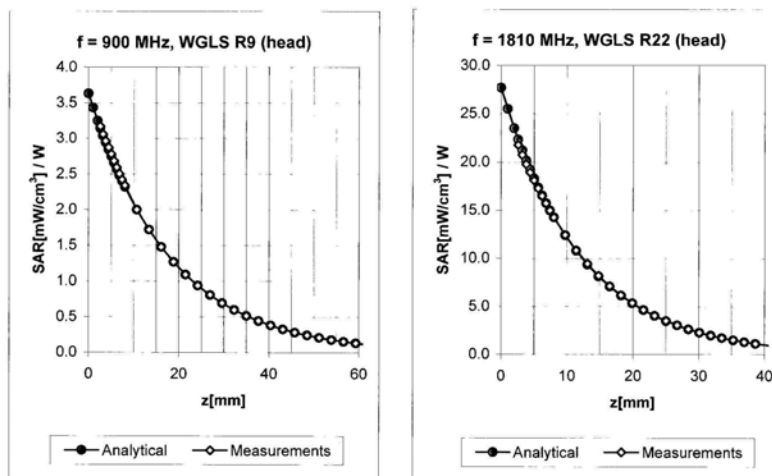 f = 900 MHz, WGLS R9 (head)
SAR[mW/cm³] / W
4.0
3.5
3.0
2.5
2.0
1.5
1.0
0.5
0.0
0
20
40
60
z[mm]
Analytical
Measurements
f = 1810 MHz, WGLS R22 (head)
SAR[mW/cm³] / W
30.0
25.0
20.0
15.0
10.0
5.0
0.0
0
10
20
30
40
z[mm]
Analytical
Measurements